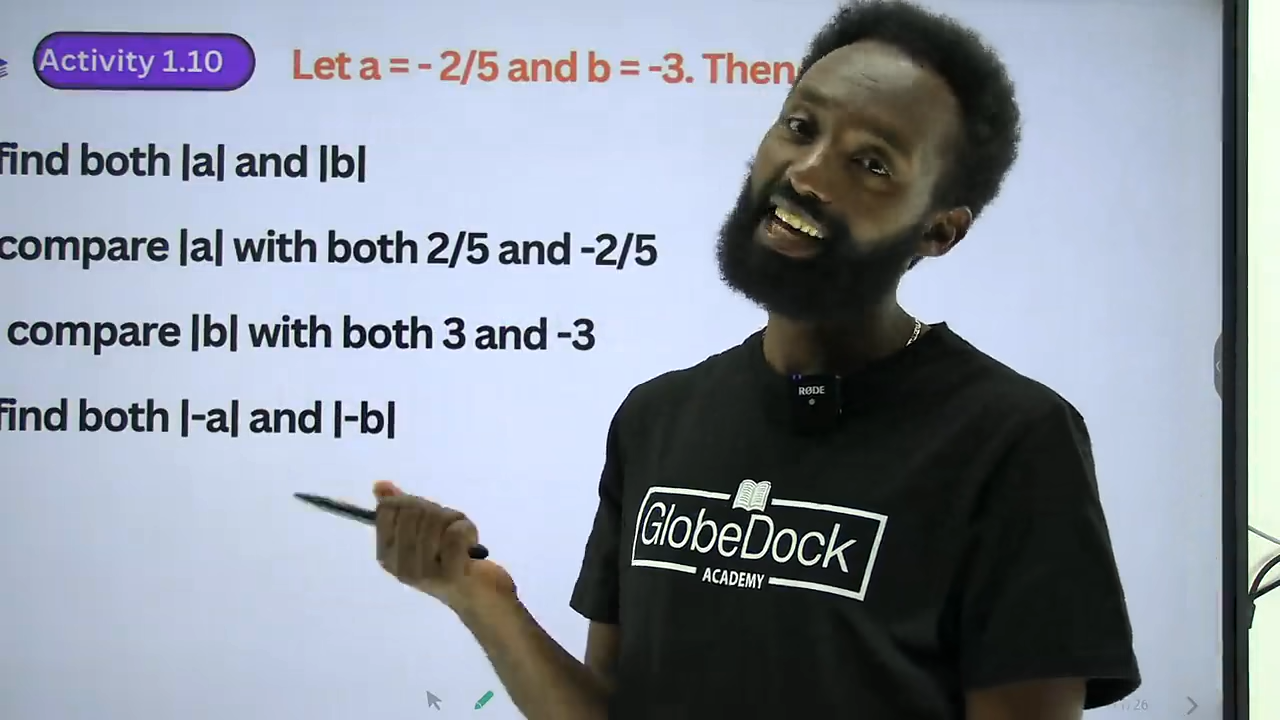 Activity 1.10
Let a = - 2/5 and b = -3. Then
find both |a| and |b|
compare |a| with both 2/5 and -2/5
compare |b| with both 3 and -3
find both |-a| and |-b|
RØDE
GlobeDock
ACADEMY
/26